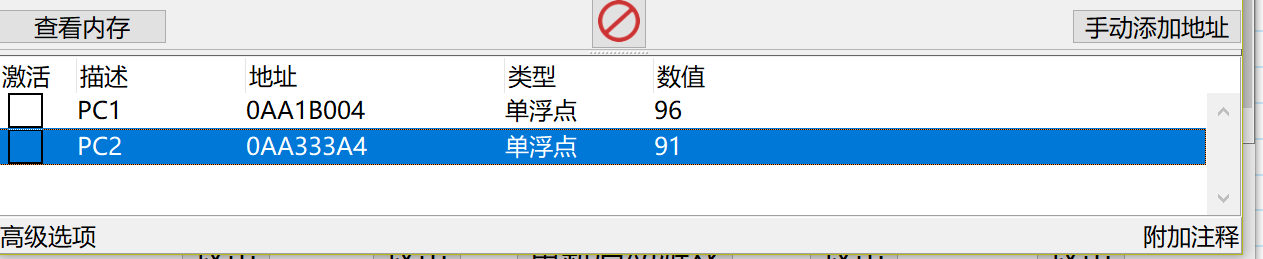 查看内存 手动添加地址
激活 描述 地址 类型 数值
PC1 0AA1B004 单浮点 96
PC2 0AA333A4 单浮点 91
高级选项 附加注释